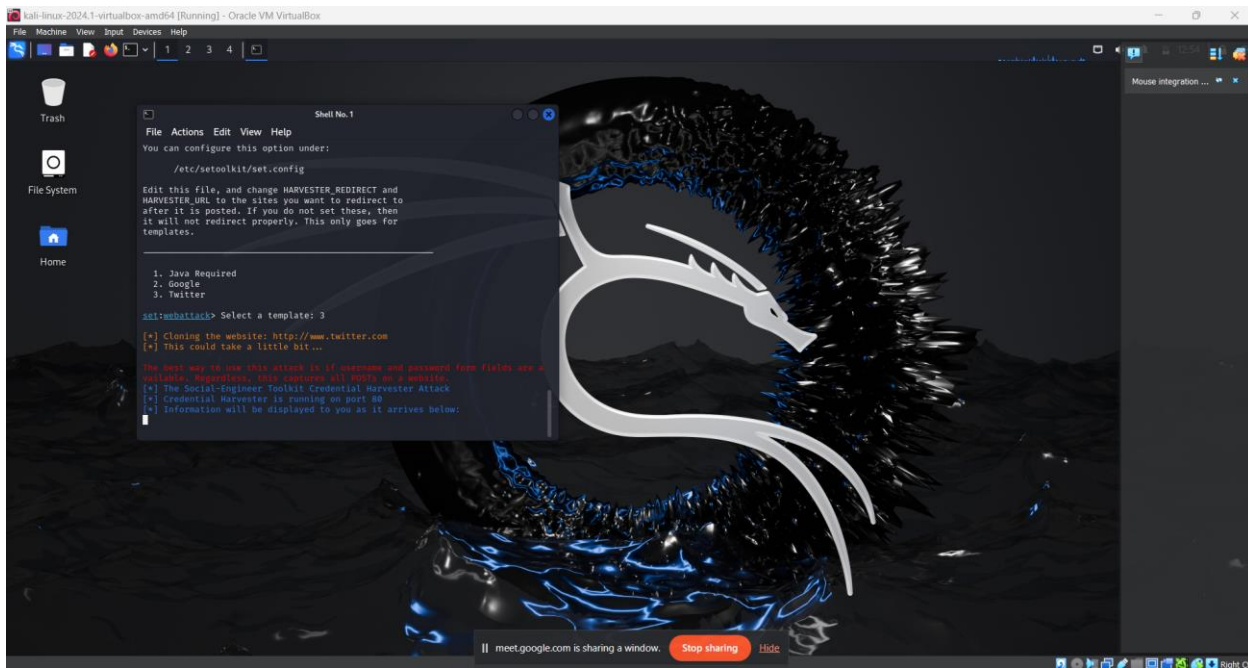 kali-linux-2024.1-virtualbox-amd64 [Running] - Oracle VM VirtualBox
File Machine View Input Devices Help
1 2 3 4
12:54
Mouse integration ...
Trash
File System
Home
Shell No. 1
File Actions Edit View Help
You can configure this option under:
/etc/setoolkit/set.config
Edit this file, and change HARVESTER_REDIRECT and
HARVESTER_URL to the sites you want to redirect to
after it is posted. If you do not set these, then
it will not redirect properly. This only goes for
templates.
1. Java Required
2. Google
3. Twitter
set:webattack> Select a template: 3
[*] Cloning the website: http://www.twitter.com
[*] This could take a little bit...
The best way to use this attack is if username and password form fields are a
vailable. Regardless, this captures all POSTs on a website.
[*] The Social-Engineer Toolkit Credential Harvester Attack
[*] Credential Harvester is running on port 80
[*] Information will be displayed to you as it arrives below:
meet.google.com is sharing a window.
Stop sharing
Hide
Right